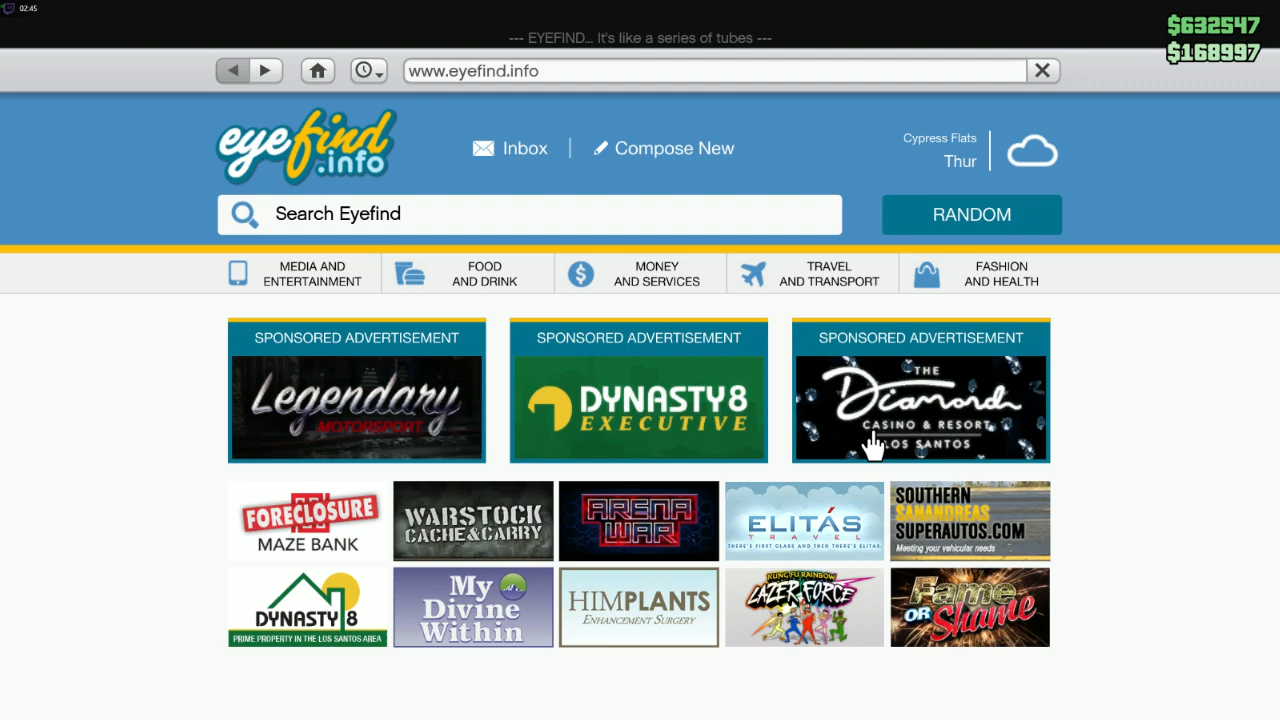 02:45
--- EYEFIND... It's like a series of tubes ---
$632547
$168997
www.eyefind.info
eyefind
.info
Inbox
Compose New
Cypress Flats
Thur
Search Eyefind
RANDOM
MEDIA AND
ENTERTAINMENT
FOOD
AND DRINK
MONEY
AND SERVICES
TRAVEL
AND TRANSPORT
FASHION
AND HEALTH
SPONSORED ADVERTISEMENT
Legendary
MOTORSPORT
SPONSORED ADVERTISEMENT
DYNASTY8
EXECUTIVE
SPONSORED ADVERTISEMENT
THE
Diamond
CASINO & RESORT
LOS SANTOS
FORECLOSURE
MAZE BANK
WARSTOCK
CACHE&CARRY
ARENA
WAR
ELITÁS
TRAVEL
THERE'S FIRST CLASS AND THEN THERE'S ELITAS
SOUTHERN
SANANDREAS
SUPERAUTOS.COM
Meeting your vehicular needs
DYNASTY 8
PRIME PROPERTY IN THE LOS SANTOS AREA
My
Divine
Within
HIMPLANTS
ENHANCEMENT SURGERY
KUNG FU RAINBOW
LAZER FORCE
Fame
OR Shame